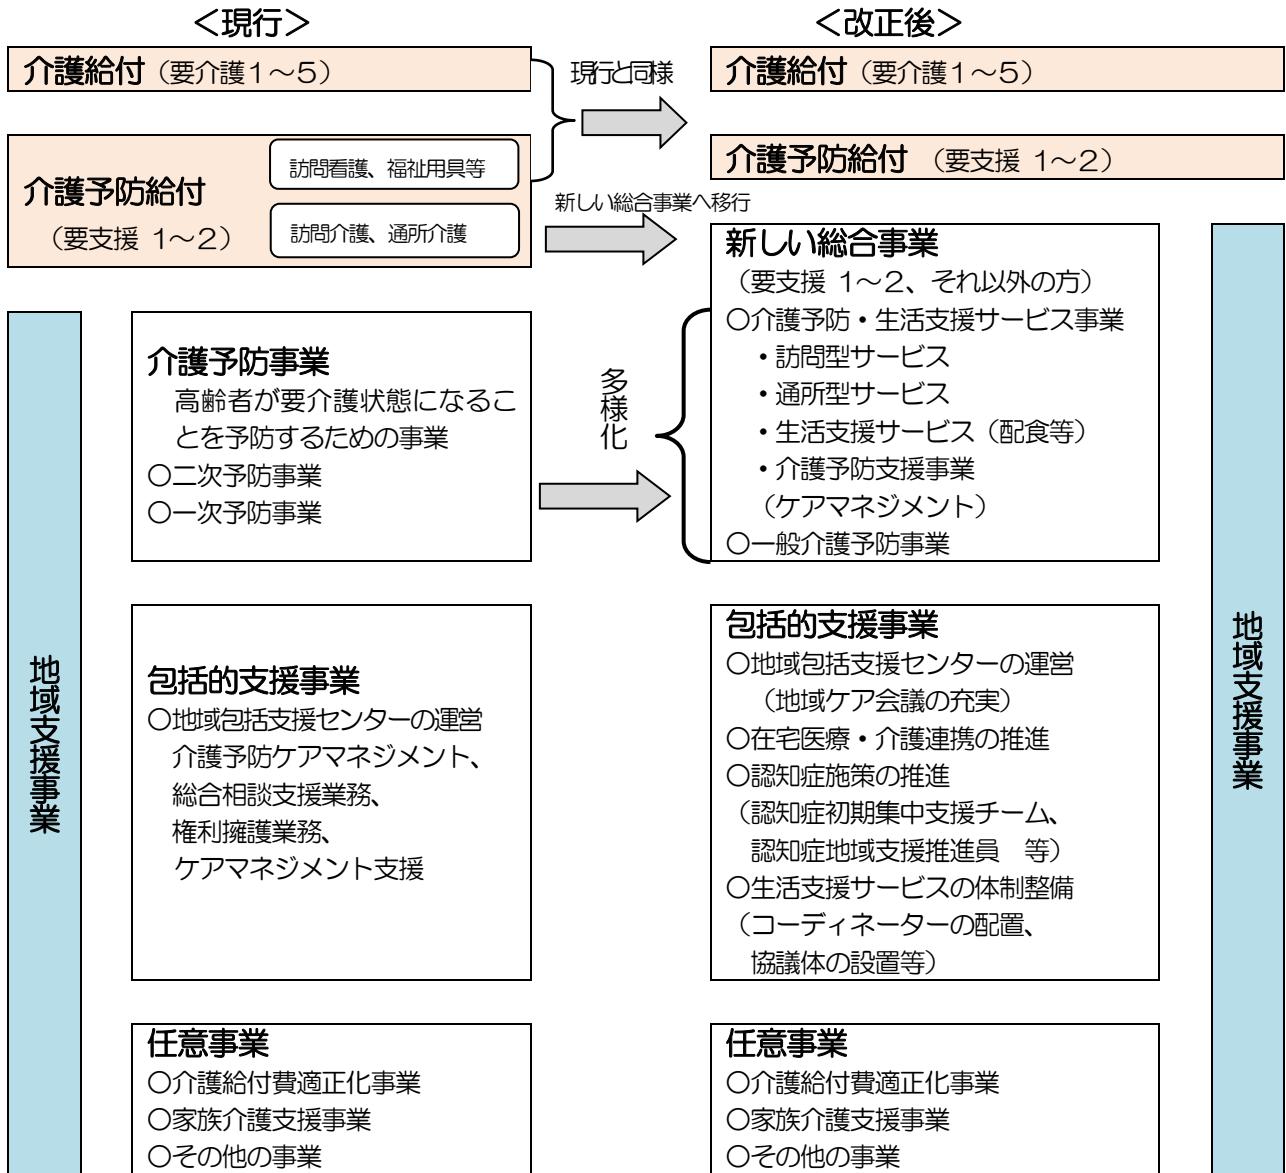 ＜現行＞
介護給付（要介護１～５）
介護予防給付
（要支援 １～２）
訪問看護、福祉用具等
訪問介護、通所介護
現行と同様
新しい総合事業へ移行
地域支援事業
介護予防事業
高齢者が要介護状態になるこ
とを予防するための事業
○二次予防事業
○一次予防事業
多様化
包括的支援事業
○地域包括支援センターの運営
介護予防ケアマネジメント、
総合相談支援業務、
権利擁護業務、
ケアマネジメント支援
任意事業
○介護給付費適正化事業
○家族介護支援事業
○その他の事業
＜改正後＞
介護給付（要介護１～５）
介護予防給付 （要支援 １～２）
新しい総合事業
（要支援 １～２、それ以外の方）
○介護予防・生活支援サービス事業
・訪問型サービス
・通所型サービス
・生活支援サービス（配食等）
・介護予防支援事業
（ケアマネジメント）
○一般介護予防事業
包括的支援事業
○地域包括支援センターの運営
（地域ケア会議の充実）
○在宅医療・介護連携の推進
○認知症施策の推進
（認知症初期集中支援チーム、
認知症地域支援推進員　等）
○生活支援サービスの体制整備
（コーディネーターの配置、
協議体の設置等）
任意事業
○介護給付費適正化事業
○家族介護支援事業
○その他の事業
地域支援事業